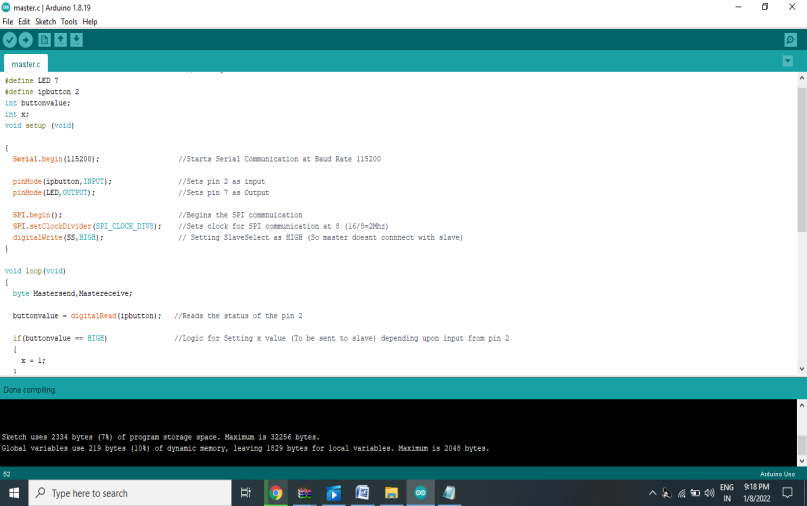 master.c | Arduino 1.8.19
File Edit Sketch Tools Help
master.c
#define LED 7
#define ipbutton 2
int buttonvalue;
int x;
void setup (void)
{
Serial.begin(115200); //Starts Serial Communication at Baud Rate 115200
pinMode(ipbutton,INPUT); //Sets pin 2 as input
pinMode(LED,OUTPUT); //Sets pin 7 as Output
SPI.begin(); //Begins the SPI commnuication
SPI.setClockDivider(SPI_CLOCK_DIV8); //Sets clock for SPI communication at 8 (16/8=2Mhz)
digitalWrite(SS,HIGH); // Setting SlaveSelect as HIGH (So master doesnt connnect with slave)
}
void loop(void)
{
byte Mastersend,Mastereceive;
buttonvalue = digitalRead(ipbutton); //Reads the status of the pin 2
if(buttonvalue == HIGH) //Logic for Setting x value (To be sent to slave) depending upon input from pin 2
{
x = 1;
}
Done compiling.
Sketch uses 2334 bytes (7%) of program storage space. Maximum is 32256 bytes.
Global variables use 219 bytes (10%) of dynamic memory, leaving 1829 bytes for local variables. Maximum is 2048 bytes.
52 Arduino Uno
Type here to search
ENG 9:18 PM
IN 1/8/2022